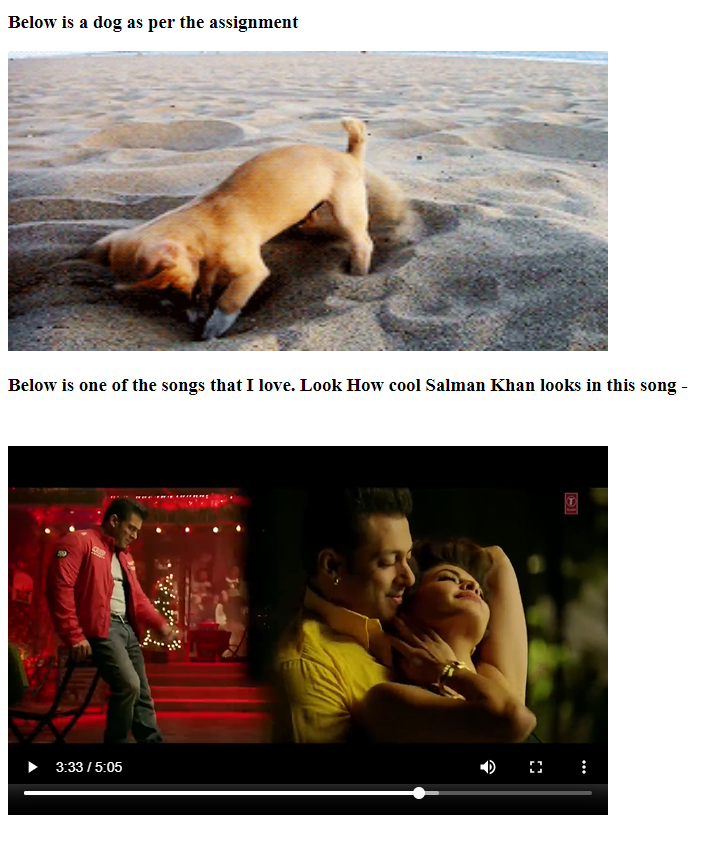 Below is a dog as per the assignment
Below is one of the songs that I love. Look How cool Salman Khan looks in this song -
3:33 / 5:05